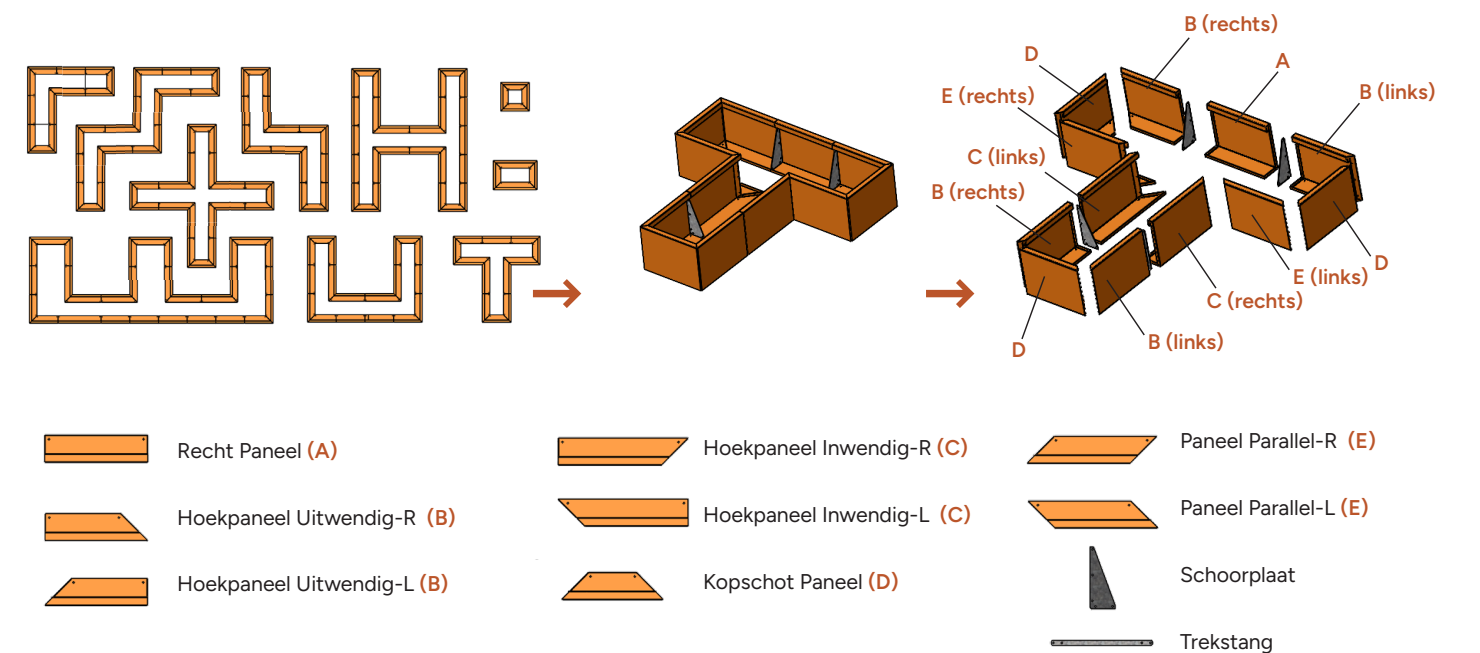 B (rechts)
D
A
E (rechts)
B (links)
C (links)
B (rechts)
E (links)
D
C (rechts)
B (links)
D
Recht Paneel (A)
Hoekpaneel Uitwendig-R (B)
Hoekpaneel Uitwendig-L (B)
Hoekpaneel Inwendig-R (C)
Hoekpaneel Inwendig-L (C)
Kopschot Paneel (D)
Paneel Parallel-R (E)
Paneel Parallel-L (E)
Schoorplaat
Trekstang